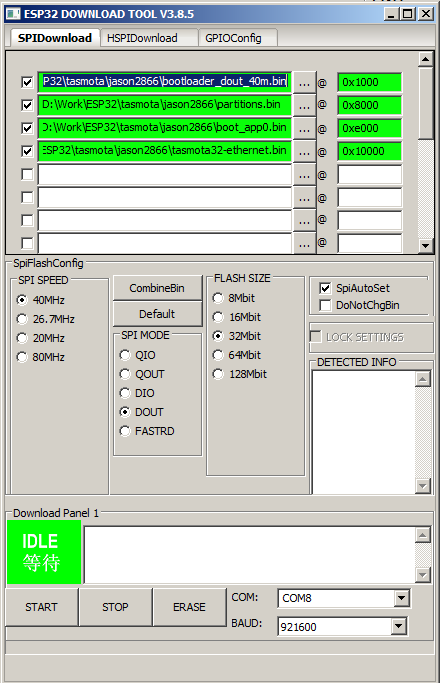 ESP32 DOWNLOAD TOOL V3.8.5
SPIDownload HSPIDownload GPIOConfig
P32\tasmota\jason2866\bootloader_dout_40m.bin ... @ 0x1000
D:\Work\ESP32\tasmota\jason2866\partitions.bin ... @ 0x8000
D:\Work\ESP32\tasmota\jason2866\boot_app0.bin ... @ 0xe000
ESP32\tasmota\jason2866\tasmota32-ethernet.bin ... @ 0x10000
... @
... @
... @
... @
SpiFlashConfig
SPI SPEED
40MHz
26.7MHz
20MHz
80MHz
CombineBin
Default
SPI MODE
QIO
QOUT
DIO
DOUT
FASTRD
FLASH SIZE
8Mbit
16Mbit
32Mbit
64Mbit
128Mbit
SpiAutoSet
DoNotChgBin
LOCK SETTINGS
DETECTED INFO
Download Panel 1
IDLE
等待
START STOP ERASE
COM: COM8
BAUD: 921600